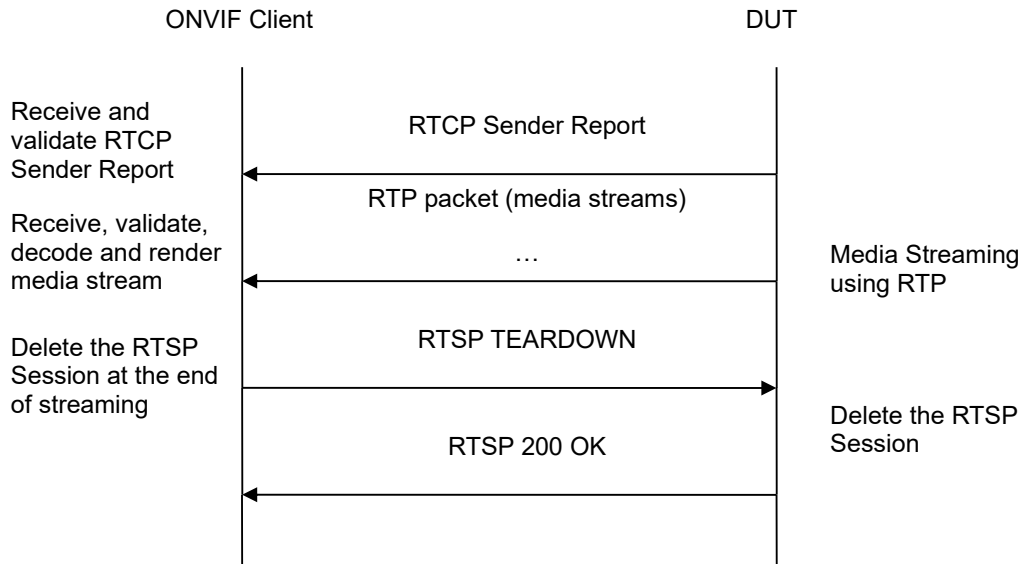 ONVIF Client
DUT
Receive and
validate RTCP
Sender Report
RTCP Sender Report
RTP packet (media streams)
Receive, validate,
decode and render
media stream
…
Media Streaming
using RTP
RTSP TEARDOWN
Delete the RTSP
Session at the end
of streaming
Delete the RTSP
Session
RTSP 200 OK